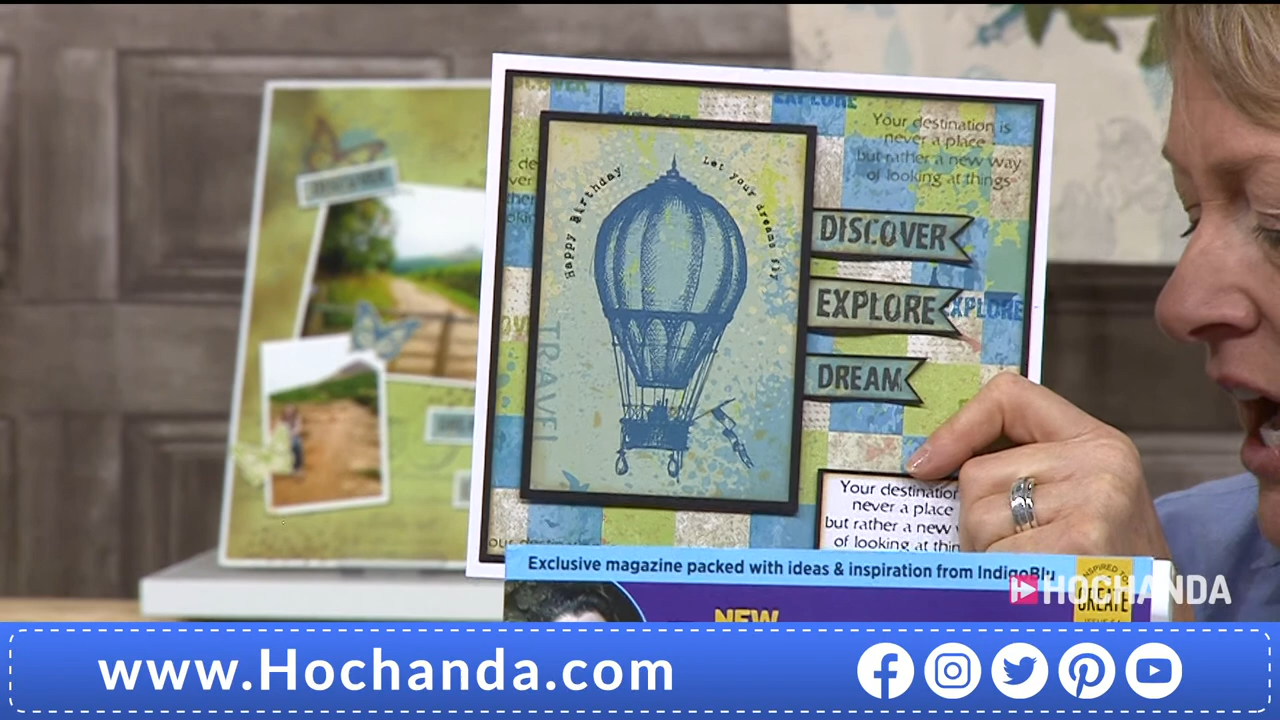 EXPLORE
Your destination is
never a place
but rather a new way
of looking at things
Happy Birthday
Let your dreams fly
DISCOVER
EXPLORE
EXPLORE
DREAM
TRAVEL
Your destination
never a place
but rather a new
of looking at thin
Exclusive magazine packed with ideas & inspiration from IndigoBlu
INSPIRED TO
CREATE
NEW
HOCHANDA
www.Hochanda.com